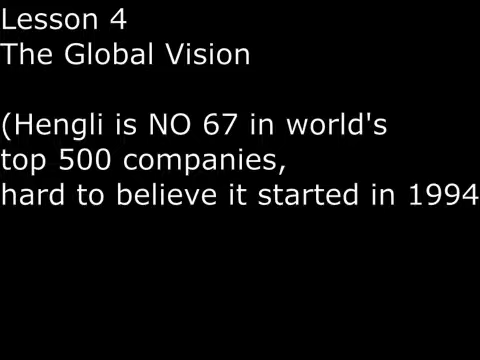 Lesson 4
The Global Vision
(Hengli is NO 67 in world's
top 500 companies,
hard to believe it started in 1994